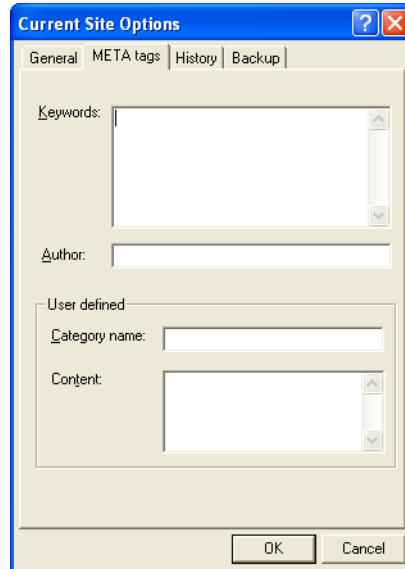 Current Site Options
General META tags History Backup
Keywords:
Author:
User defined
Category name:
Content:
OK Cancel